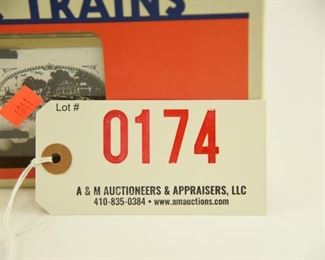 TRAINS
Lot #
0174
A & M AUCTIONEERS & APPRAISERS, LLC
410-835-0384 • www.amauctions.com